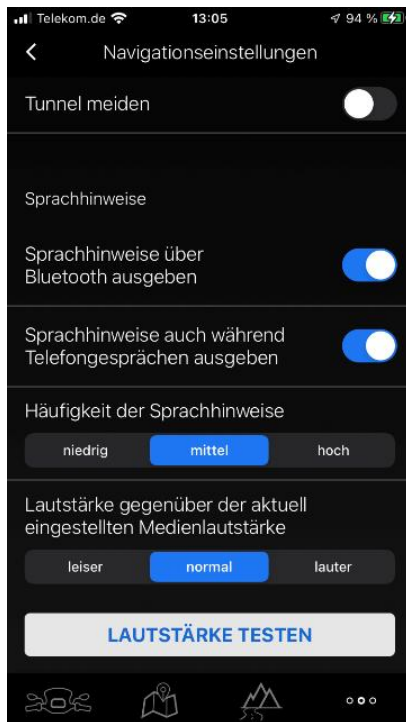 Telekom.de 13:05 94 %
Navigationseinstellungen
Tunnel meiden
Sprachhinweise
Sprachhinweise über
Bluetooth ausgeben
Sprachhinweise auch während
Telefongesprächen ausgeben
Häufigkeit der Sprachhinweise
niedrig mittel hoch
Lautstärke gegenüber der aktuell
eingestellten Medienlautstärke
leiser normal lauter
LAUTSTÄRKE TESTEN